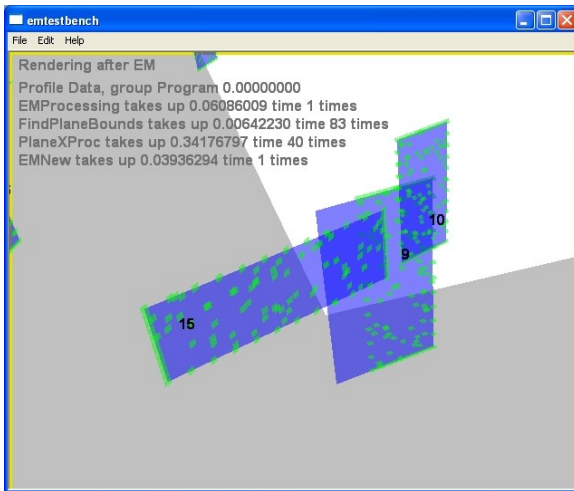 emtestbench
File Edit Help
Rendering after EM
Profile Data, group Program 0.00000000
EMProcessing takes up 0.06086009 time 1 times
FindPlaneBounds takes up 0.00642230 time 83 times
PlaneXProc takes up 0.34176797 time 40 times
EMNew takes up 0.03936294 time 1 times
10
9
15